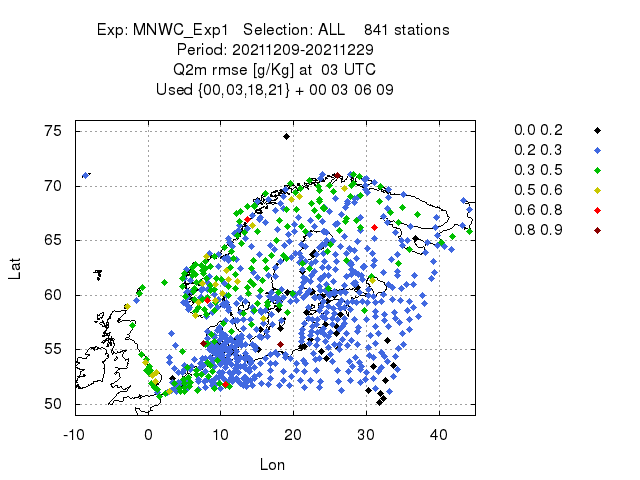 Exp: MNWC_Exp1   Selection: ALL    841 stations
Period: 20211209-20211229
Q2m rmse [g/Kg] at  03 UTC
Used {00,03,18,21} + 00 03 06 09
75
70
65
60
55
50
Lat
-10 0 10 20 30 40
Lon
0.0 0.2
0.2 0.3
0.3 0.5
0.5 0.6
0.6 0.8
0.8 0.9